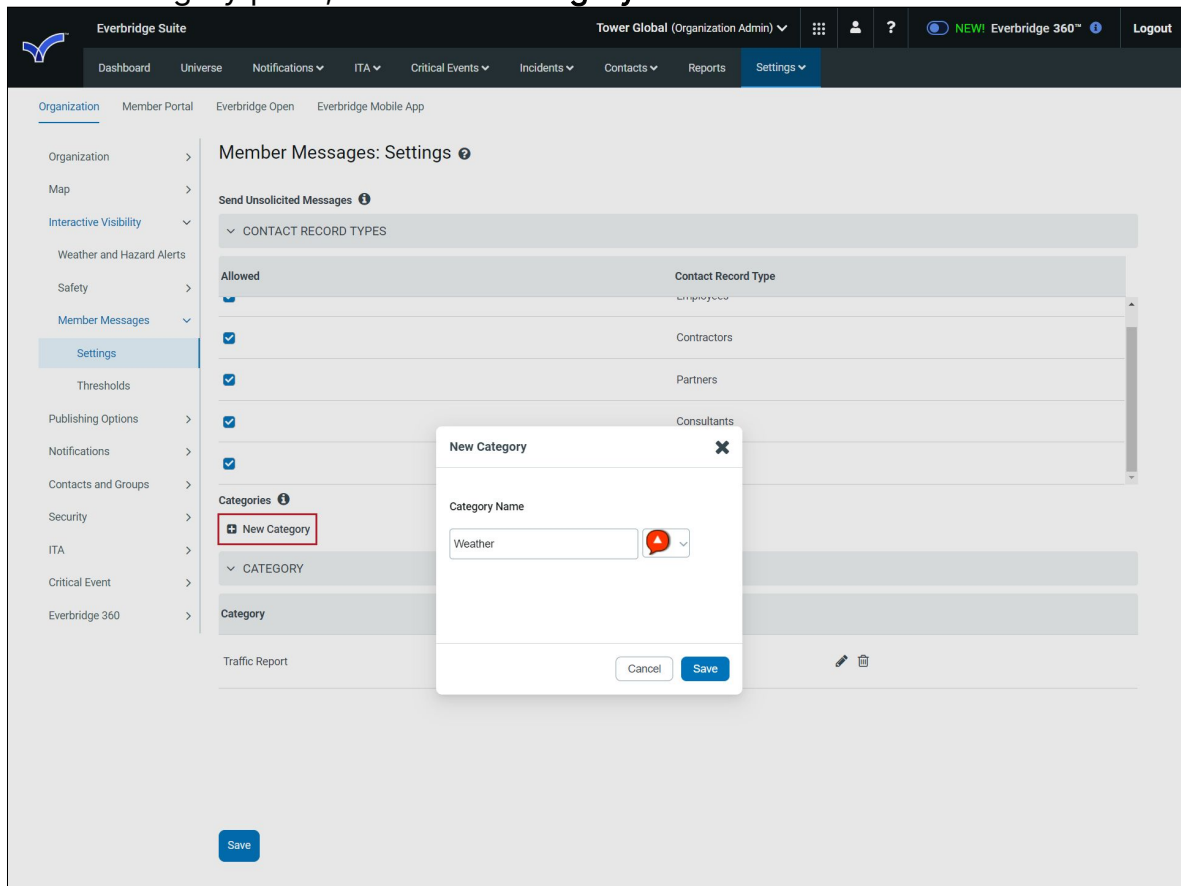 Everbridge Suite
Tower Global (Organization Admin)
?
NEW! Everbridge 360™
Logout
Dashboard
Universe
Notifications
ITA
Critical Events
Incidents
Contacts
Reports
Settings
Organization
Member Portal
Everbridge Open
Everbridge Mobile App
Organization
Map
Interactive Visibility
Weather and Hazard Alerts
Safety
Member Messages
Settings
Thresholds
Publishing Options
Notifications
Contacts and Groups
Security
ITA
Critical Event
Everbridge 360
Member Messages: Settings
Send Unsolicited Messages
CONTACT RECORD TYPES
Allowed
Contact Record Type
Employees
Contractors
Partners
Consultants
Categories
New Category
CATEGORY
Category
Traffic Report
New Category
Category Name
Weather
Cancel
Save
Save